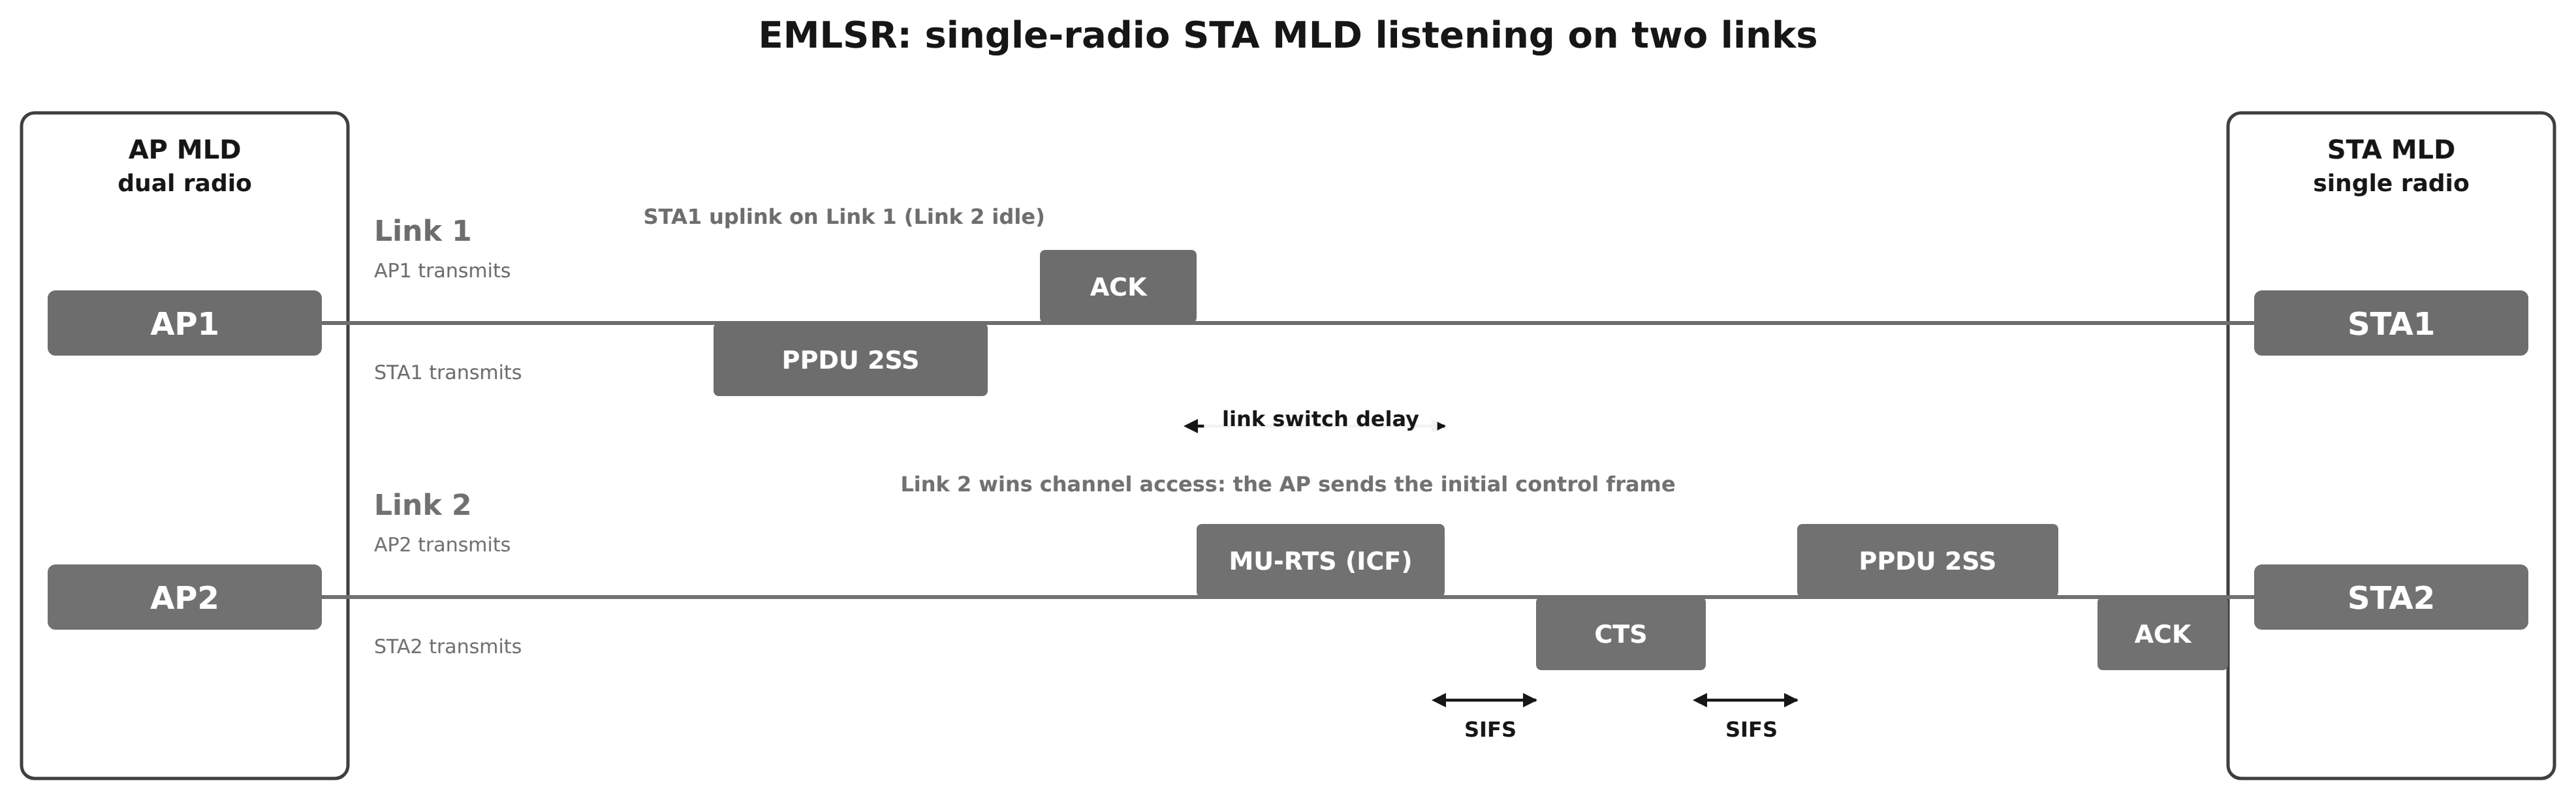 EMLSR: single-radio STA MLD listening on two links
AP MLD
dual radio
STA MLD
single radio
Link 1
AP1 transmits
STA1 uplink on Link 1 (Link 2 idle)
ACK
AP1
STA1
PPDU 2SS
STA1 transmits
link switch delay
Link 2 wins channel access: the AP sends the initial control frame
Link 2
AP2 transmits
MU-RTS (ICF)
PPDU 2SS
AP2
STA2
CTS
ACK
STA2 transmits
SIFS
SIFS